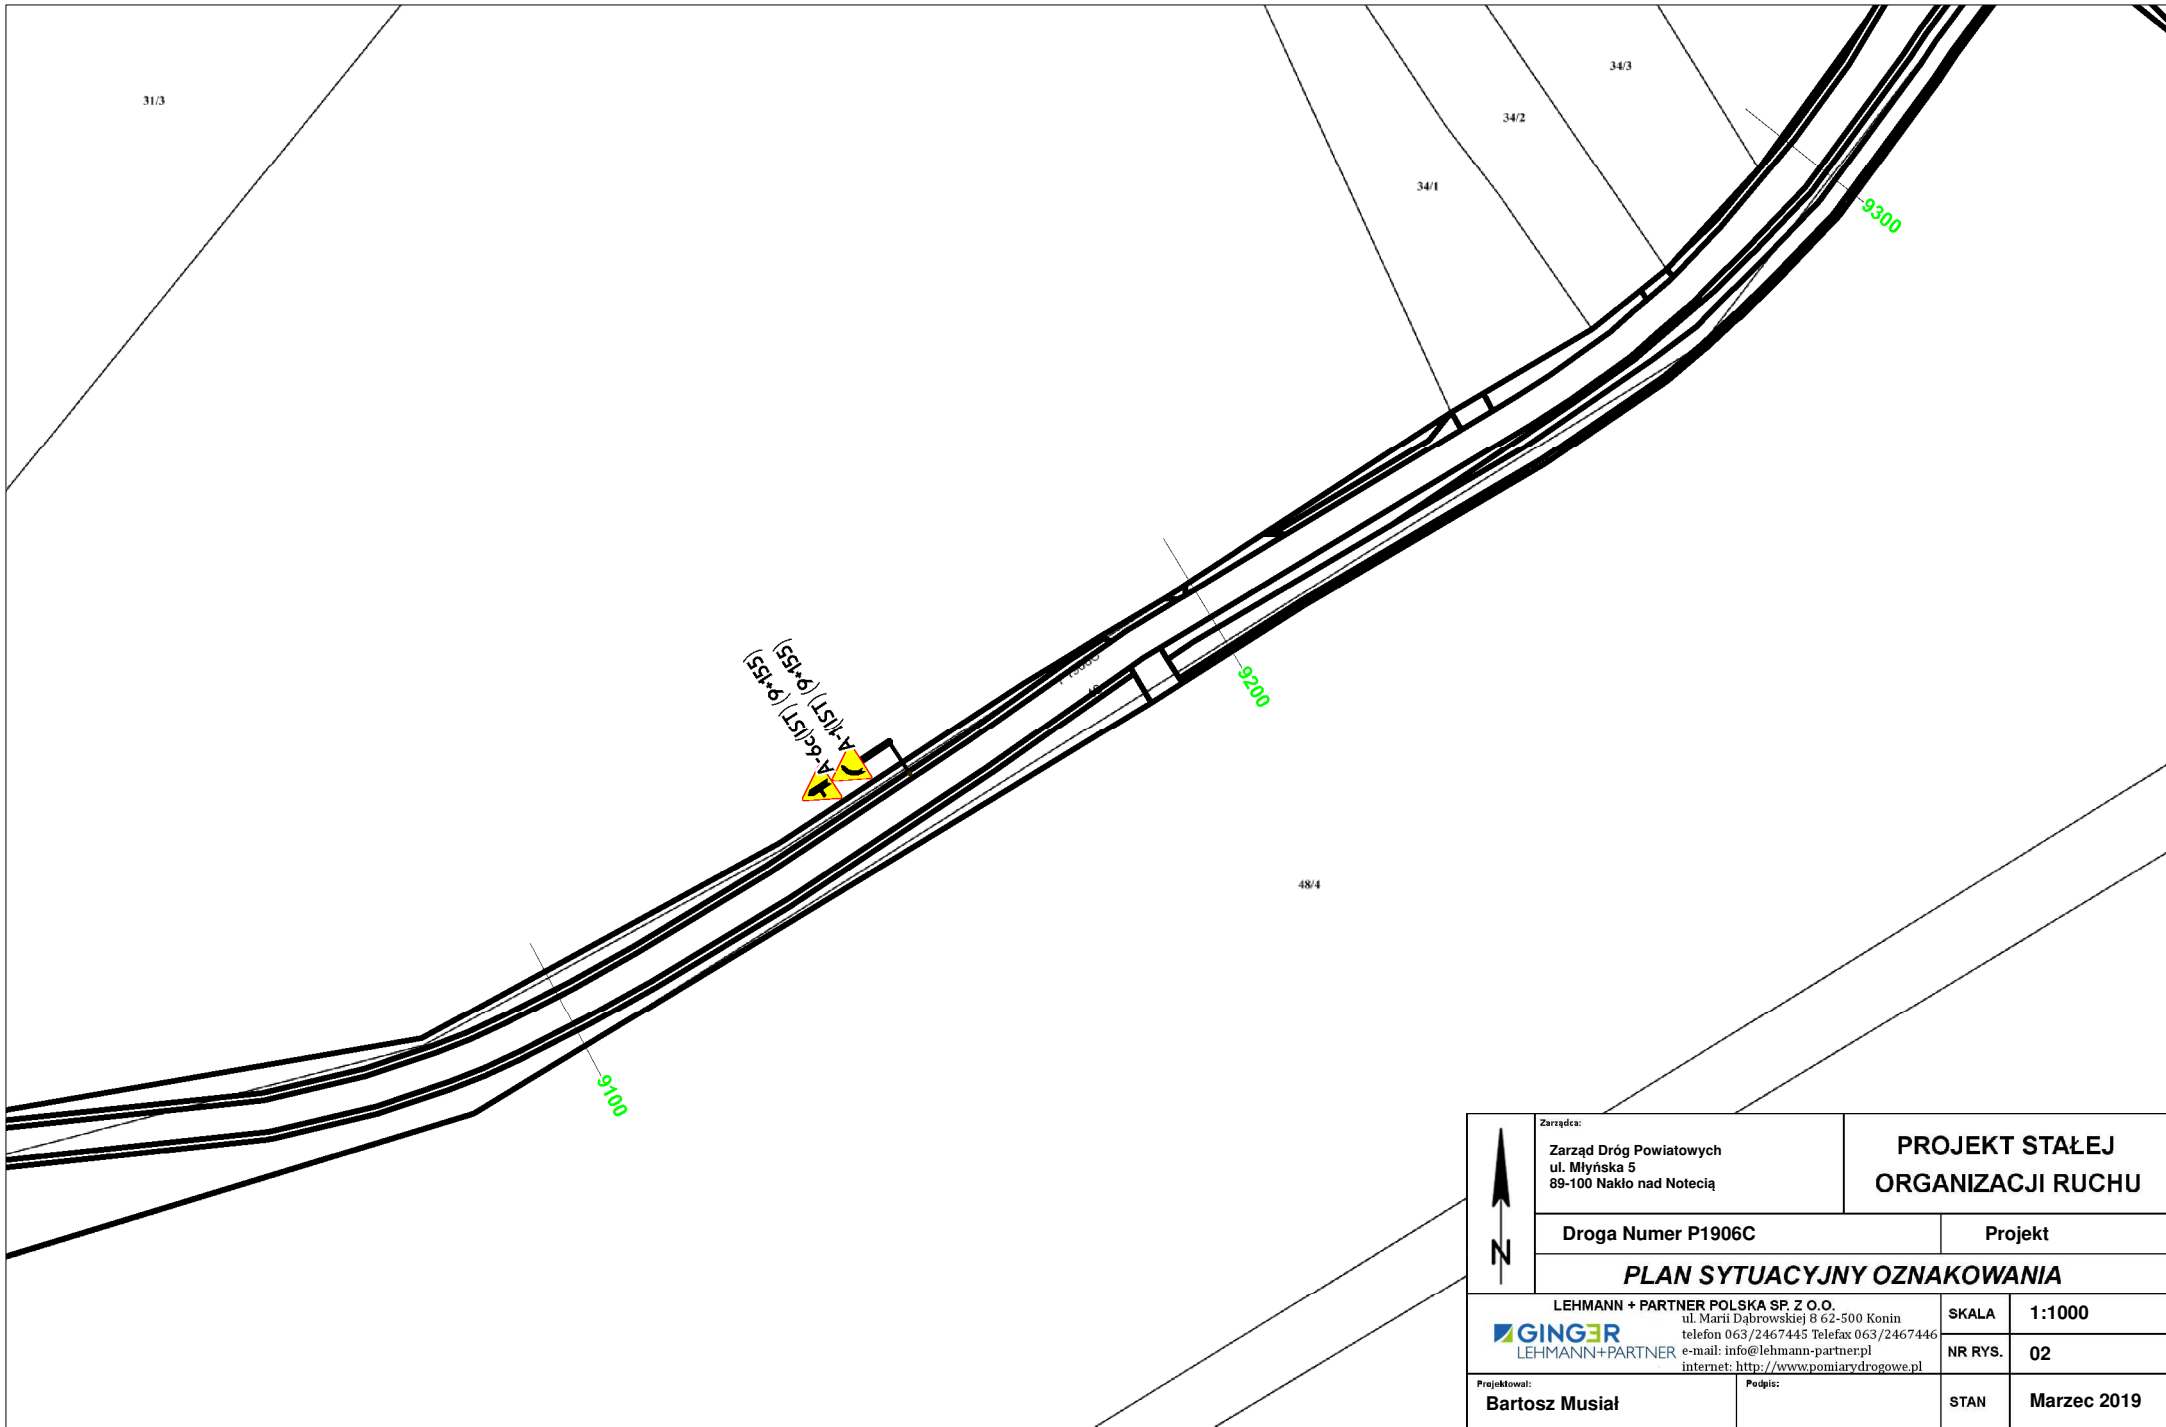 31/3
34/3
34/2
34/1
9300
9200
9100
A-1(IST) (9+155)
A-6c(IST) (9+155)
48/4
Zarządca:
Zarząd Dróg Powiatowych
ul. Młyńska 5
89-100 Nakło nad Notecią
PROJEKT STAŁEJ
ORGANIZACJI RUCHU
N
Droga Numer P1906C
Projekt
PLAN SYTUACYJNY OZNAKOWANIA
LEHMANN + PARTNER POLSKA SP. Z O.O.
ul. Marii Dąbrowskiej 8 62-500 Konin
telefon 063/2467445 Telefax 063/2467446
e-mail: info@lehmann-partner.pl
internet: http://www.pomiarydrogowe.pl
GINGER
LEHMANN+PARTNER
SKALA 1:1000
NR RYS. 02
Projektował:
Bartosz Musiał
Podpis:
STAN Marzec 2019